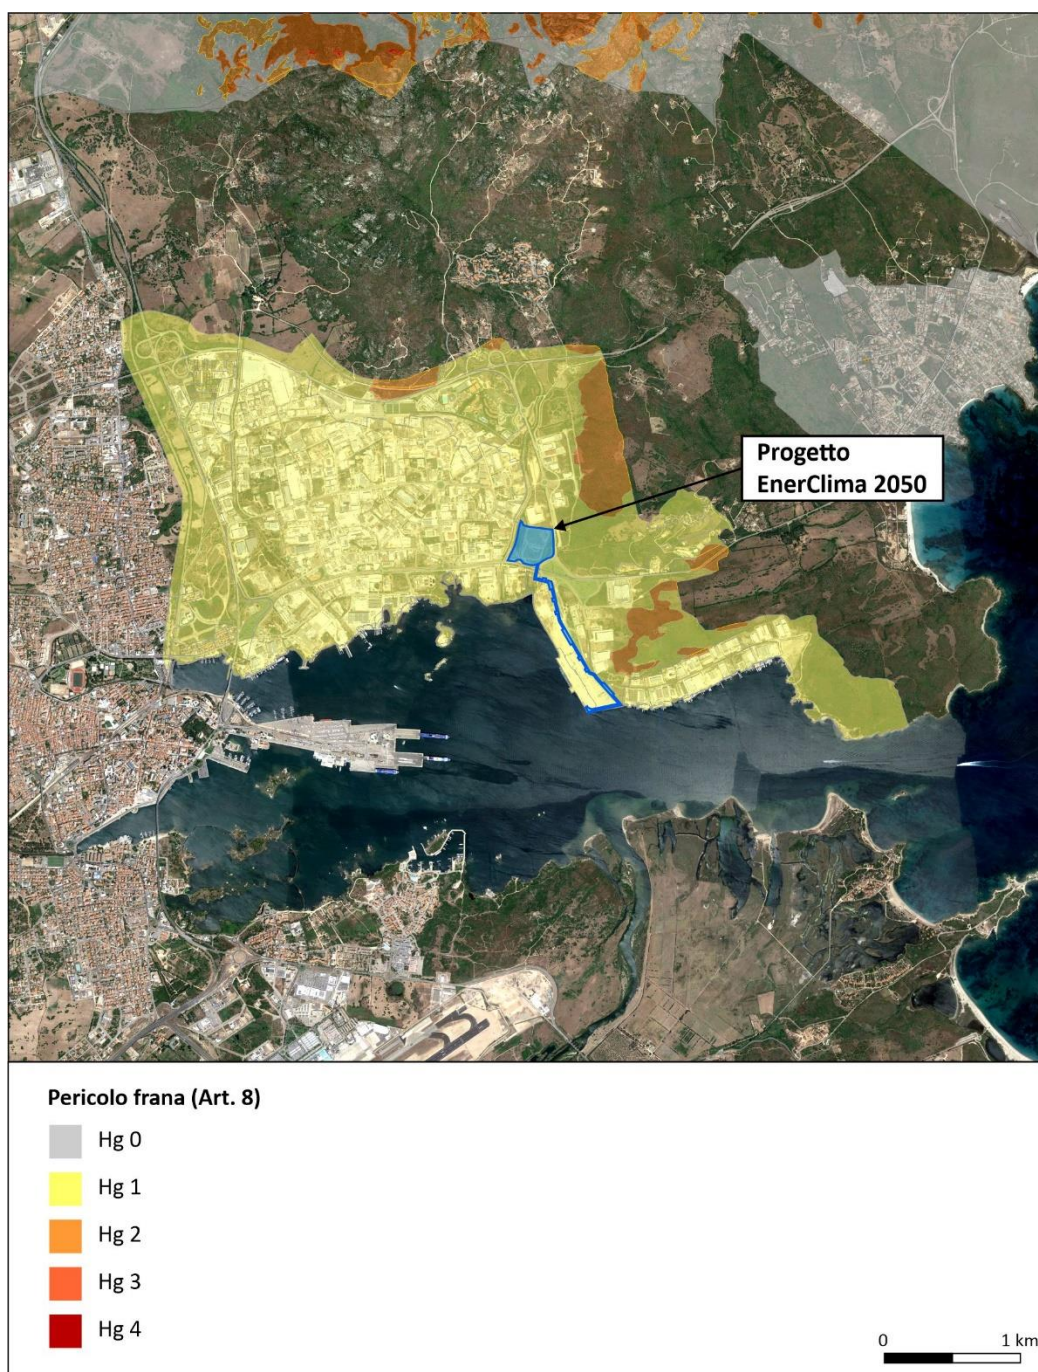 Progetto
EnerClima 2050
Pericolo frana (Art. 8)
Hg 0
Hg 1
Hg 2
Hg 3
Hg 4
0 1 km